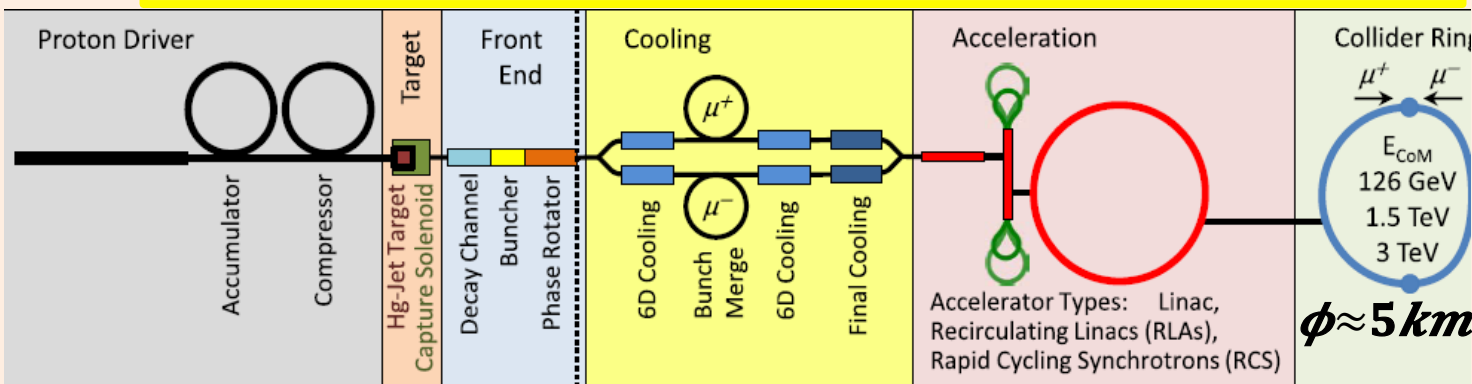 Proton Driver
Accumulator
Compressor
Target
Hg-Jet Target
Capture Solenoid
Front
End
Decay Channel
Buncher
Phase Rotator
Cooling
μ+
μ−
6D Cooling
Bunch
Merge
6D Cooling
Final Cooling
Acceleration
Accelerator Types: Linac,
Recirculating Linacs (RLAs),
Rapid Cycling Synchrotrons (RCS)
Collider Ring
μ+ μ−
ECoM
126 GeV
1.5 TeV
3 TeV
ϕ≈5km